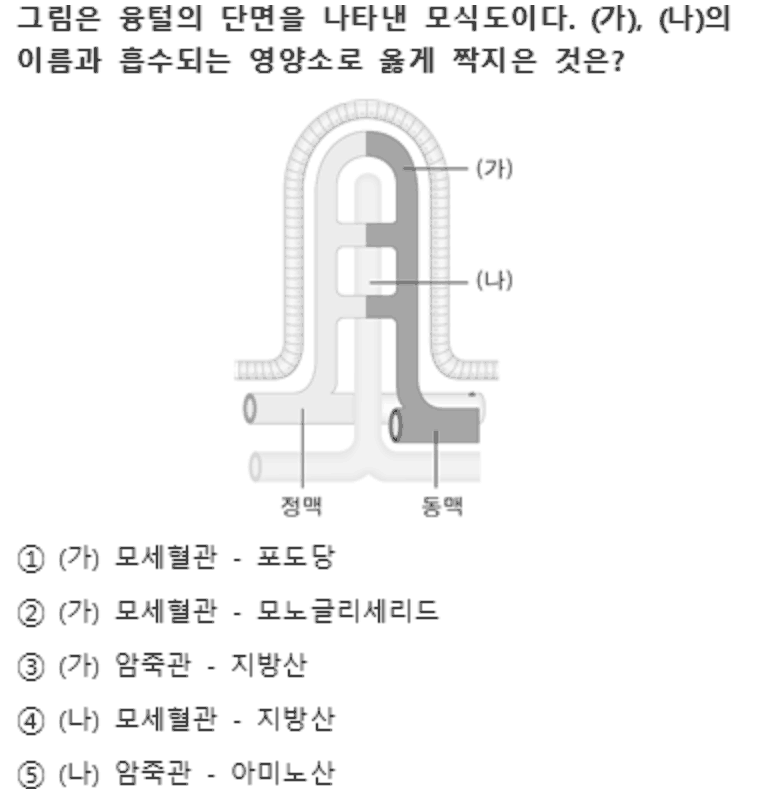 그림은 융털의 단면을 나타낸 모식도이다. (가), (나)의
이름과 흡수되는 영양소로 옳게 짝지은 것은?
(가)
(나)
정맥
동맥
① (가) 모세혈관 - 포도당
② (가) 모세혈관 - 모노글리세리드
③ (가) 암죽관 - 지방산
④ (나) 모세혈관 - 지방산
⑤ (나) 암죽관 - 아미노산